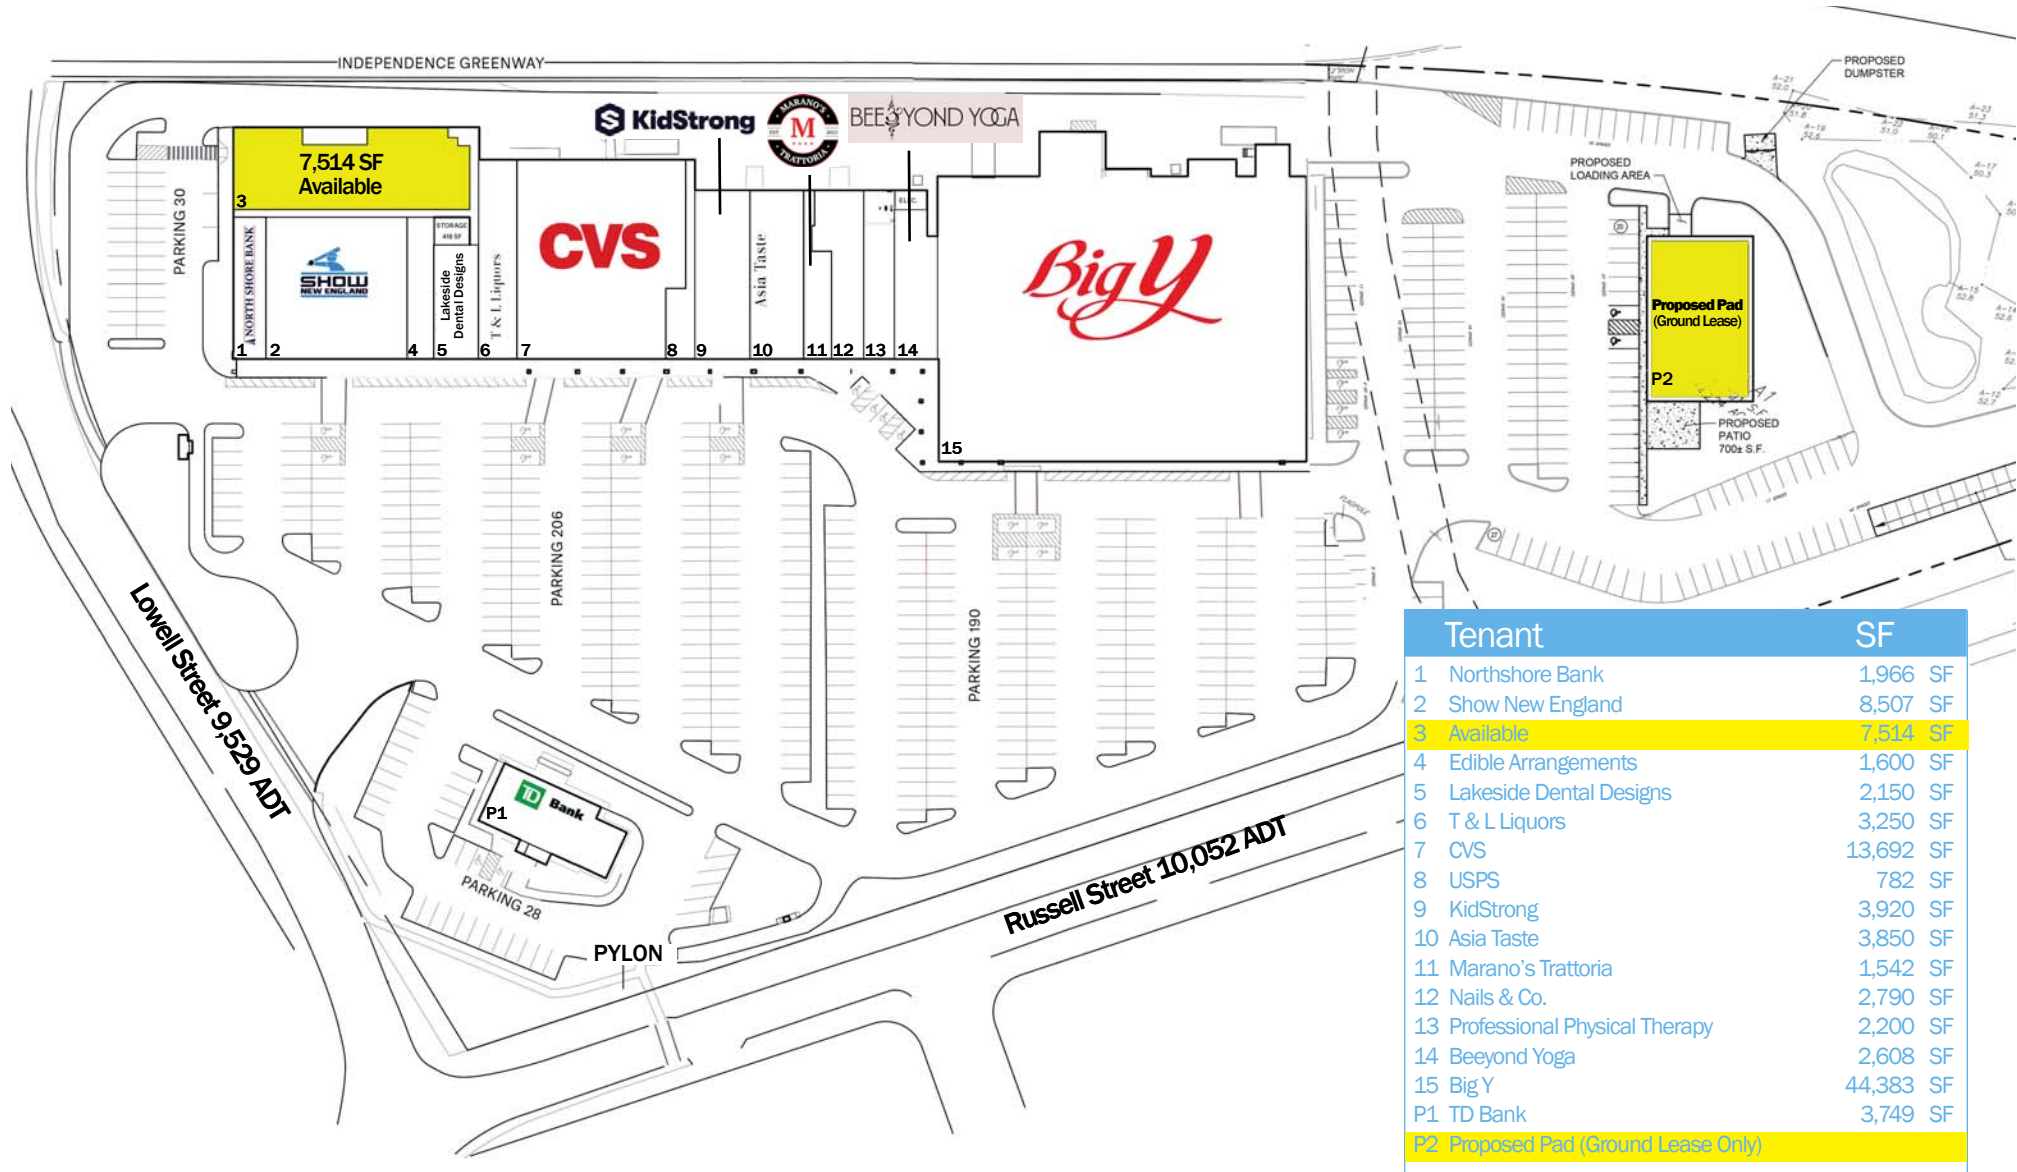 INDEPENDENCE GREENWAY
PROPOSED
DUMPSTER
KidStrong
MARANO'S
M
TRATTORIA
BEEYOND YOGA
7,514 SF
Available
3
PARKING 30
NORTH SHORE BANK
SHOW
NEW ENGLAND
STORAGE
410 SF
Lakeside
Dental Designs
T & L Liquors
CVS
Asia Taste
ELEC.
Big Y
PROPOSED
LOADING AREA
Proposed Pad
(Ground Lease)
P2
1
2
4
5
6
7
8
9
10
11
12
13
14
15
PROPOSED
PATIO
700± S.F.
FLAGPOLE
PARKING 206
PARKING 190
Lowell Street 9,529 ADT
TD Bank
P1
PARKING 28
PYLON
Russell Street 10,052 ADT
Tenant SF
1 Northshore Bank 1,966 SF
2 Show New England 8,507 SF
3 Available 7,514 SF
4 Edible Arrangements 1,600 SF
5 Lakeside Dental Designs 2,150 SF
6 T & L Liquors 3,250 SF
7 CVS 13,692 SF
8 USPS 782 SF
9 KidStrong 3,920 SF
10 Asia Taste 3,850 SF
11 Marano's Trattoria 1,542 SF
12 Nails & Co. 2,790 SF
13 Professional Physical Therapy 2,200 SF
14 Beeyond Yoga 2,608 SF
15 Big Y 44,383 SF
P1 TD Bank 3,749 SF
P2 Proposed Pad (Ground Lease Only)